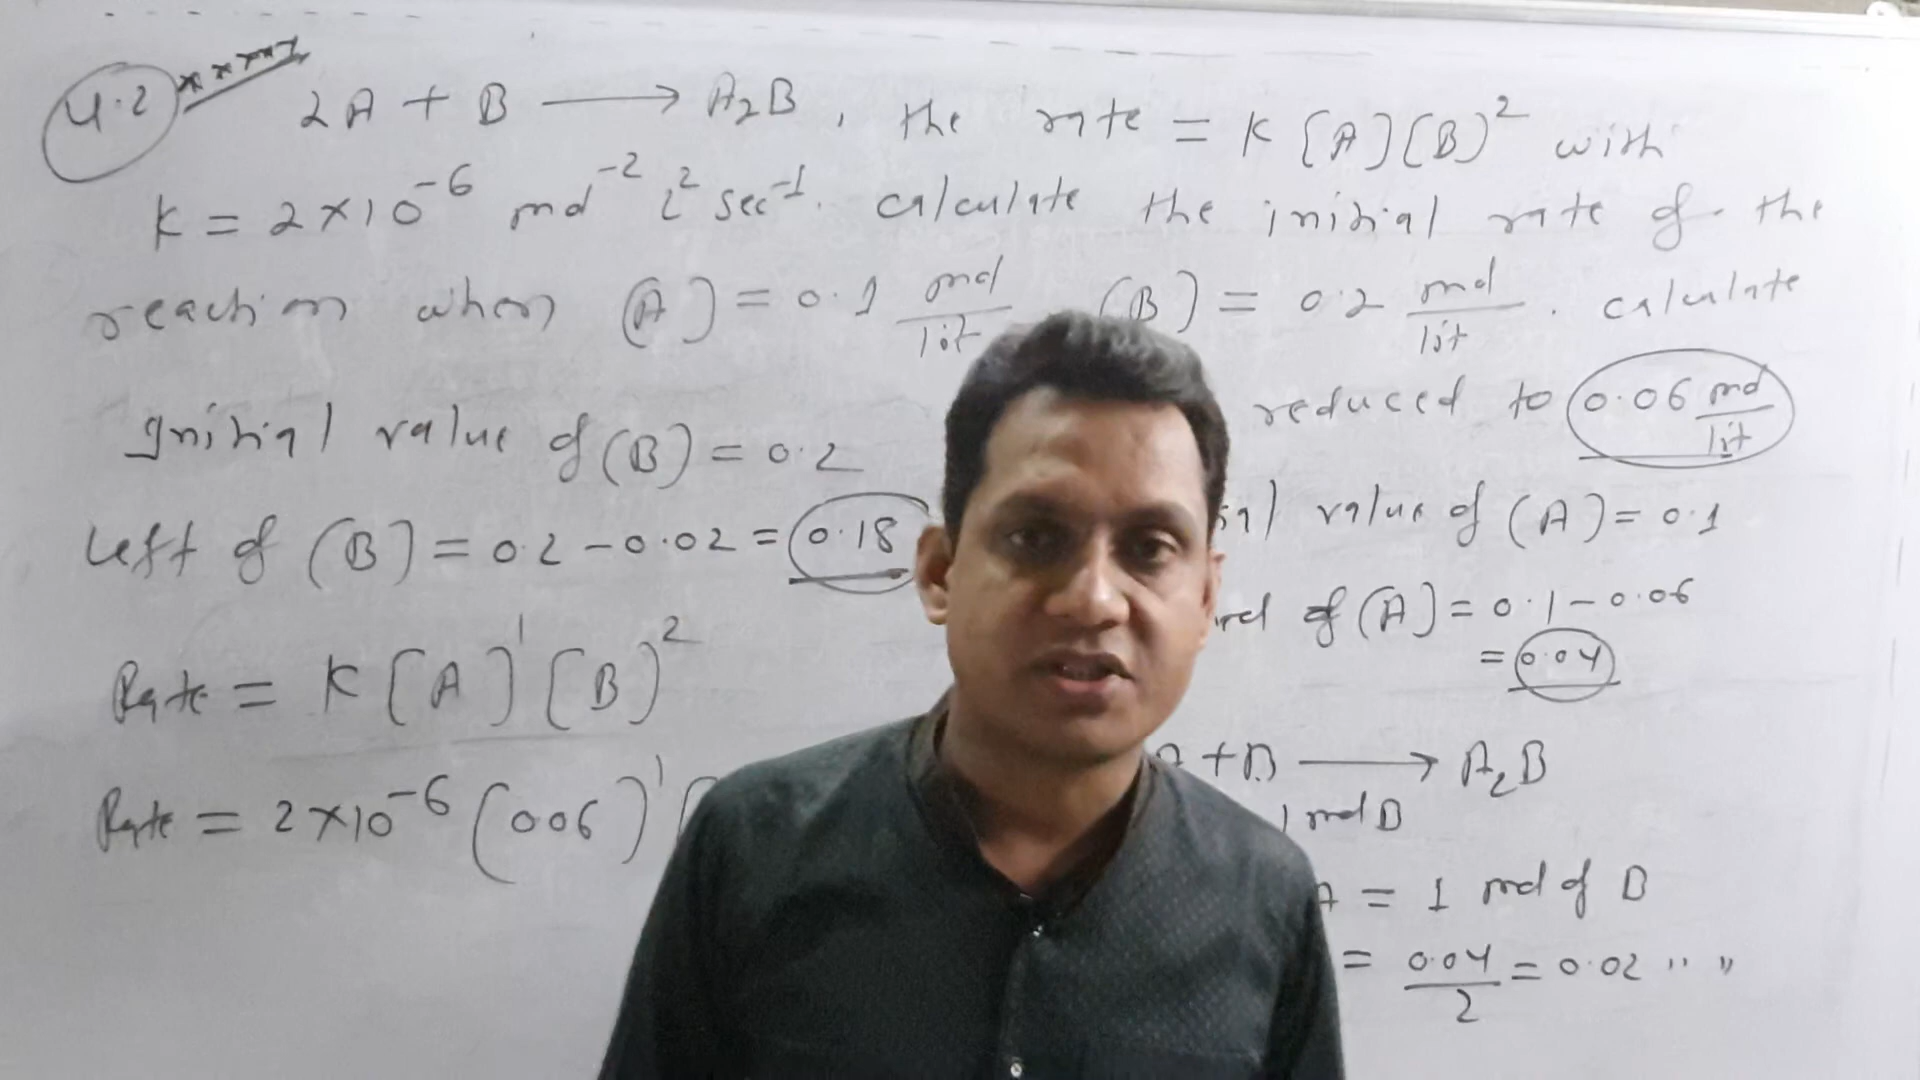 4.2 ****
2A + B → A₂B, the rate = K [A][B]² with
K = 2×10⁻⁶ mol⁻² L² sec⁻¹. calculate the initial rate of the
reaction when [A] = 0.1 mol/lit [B] = 0.2 mol/lit. calculate
reduced to 0.06 mol/lit
Initial value of [B] = 0.2
value of [A] = 0.1
Left of [B] = 0.2 - 0.02 = 0.18
of [A] = 0.1 - 0.06
= 0.04
Rate = K [A]¹ [B]²
+ B → A₂B
1 mol B
Rate = 2×10⁻⁶ (0.06)¹
A = 1 mol of B
= 0.04/2 = 0.02 " "